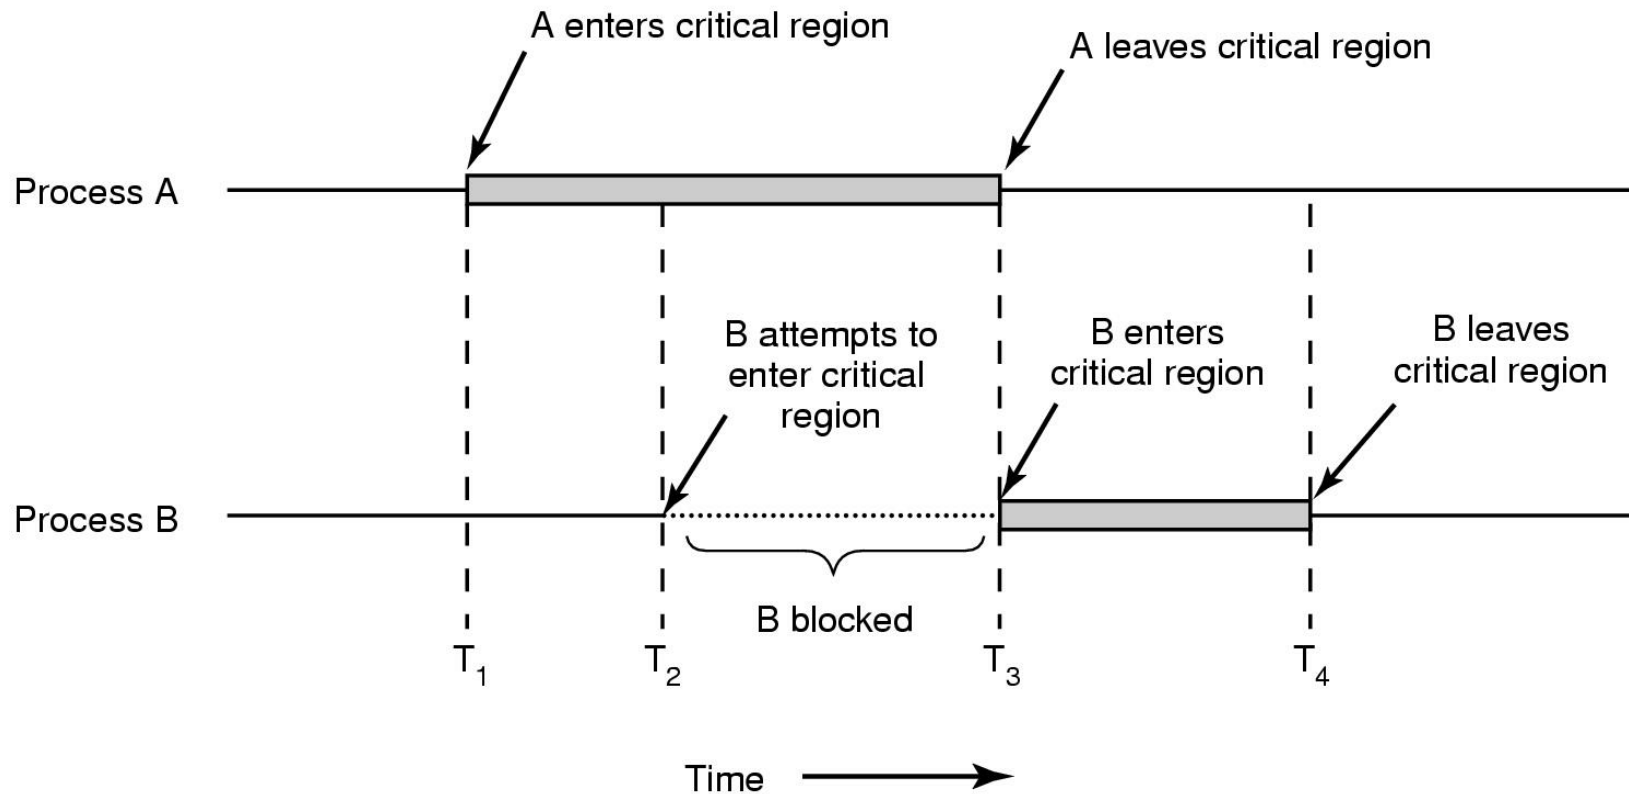 A enters critical region
A leaves critical region
Process A
B attempts to
enter critical
region
B enters
critical region
B leaves
critical region
Process B
B blocked
T1
T2
T3
T4
Time